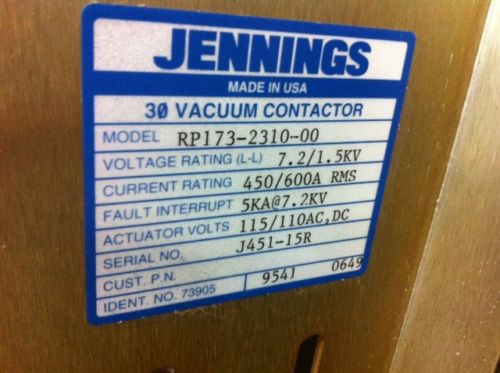 JENNINGS
MADE IN USA
3Ø VACUUM CONTACTOR
MODEL RP173-2310-00
VOLTAGE RATING (L-L) 7.2/1.5KV
CURRENT RATING 450/600A RMS
FAULT INTERRUPT 5KA@7.2KV
ACTUATOR VOLTS 115/110AC,DC
SERIAL NO. J451-15R
CUST. P.N.
IDENT. NO. 73905 954J 0649